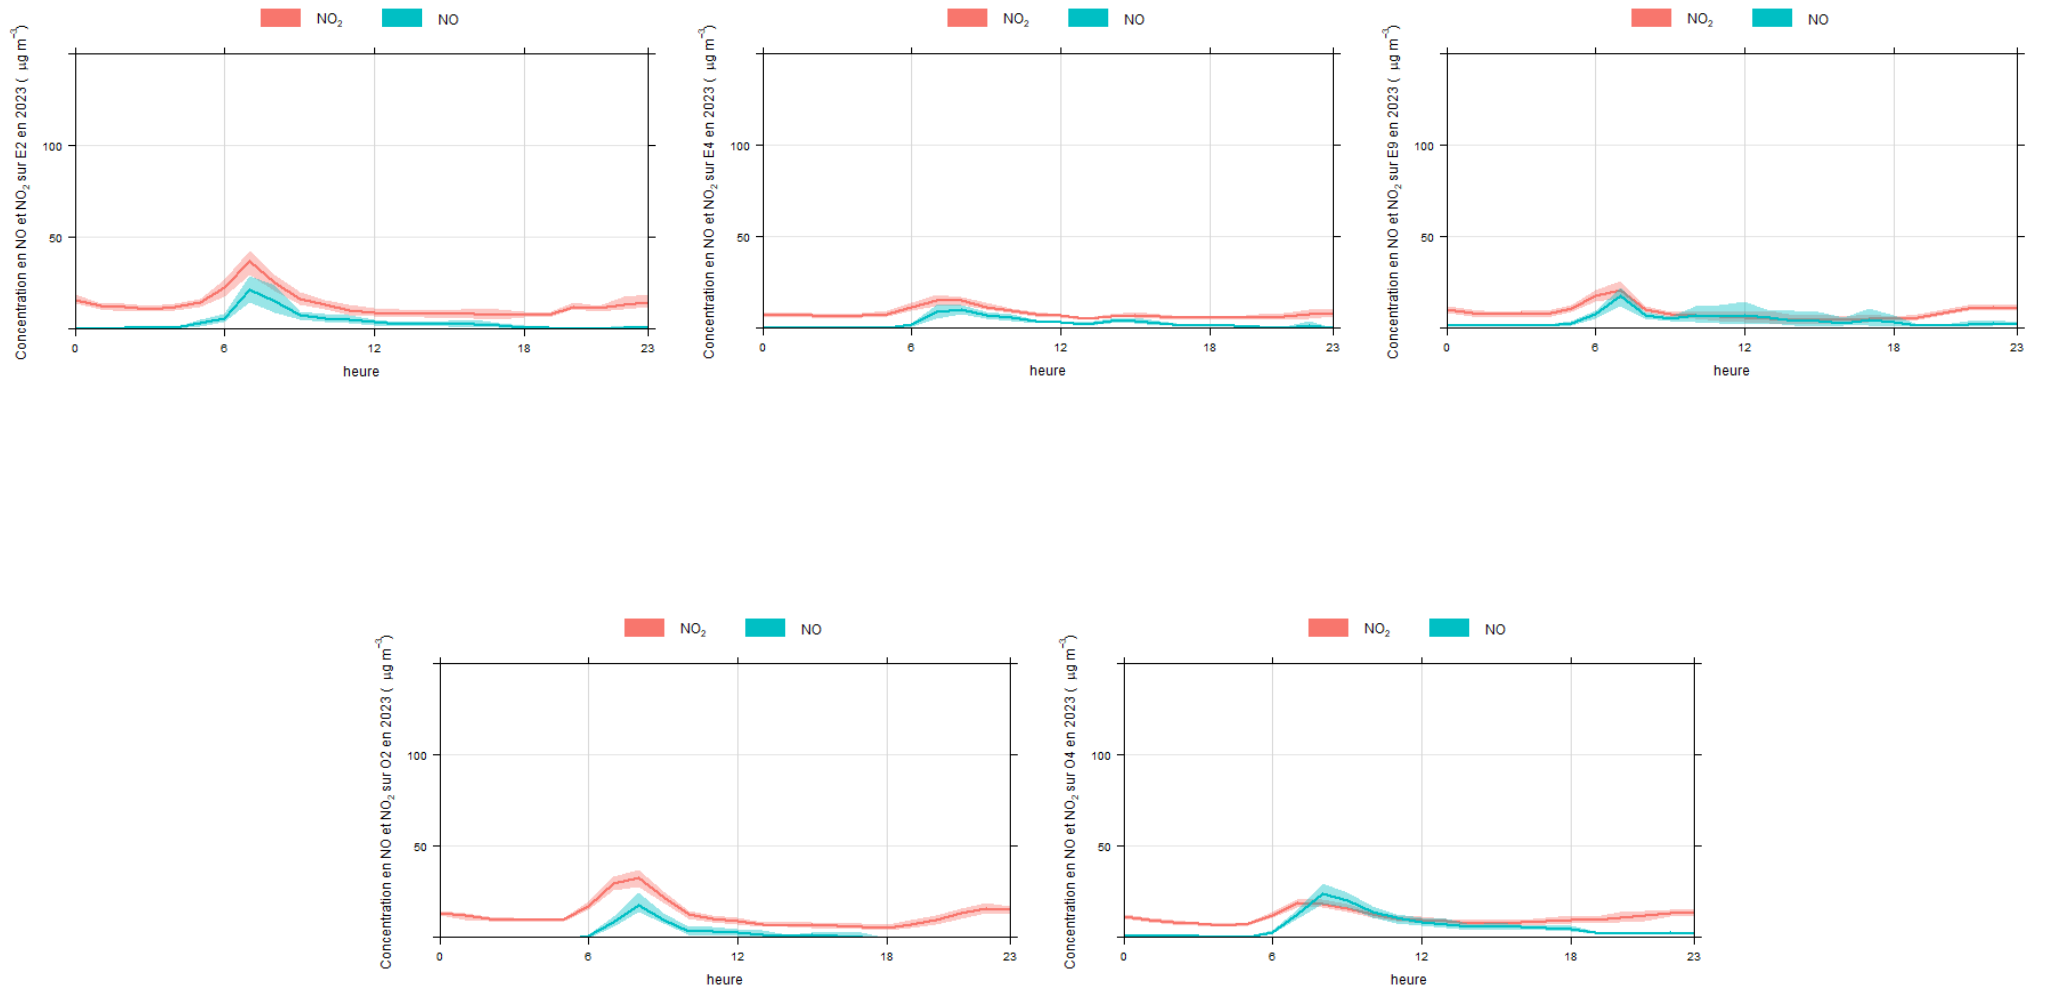 NO2 NO
Concentration en NO et NO2 sur E2 en 2023 ( µg m−3)
100
50
0 6 12 18 23
heure
NO2 NO
Concentration en NO et NO2 sur E4 en 2023 ( µg m−3)
100
50
0 6 12 18 23
heure
NO2 NO
Concentration en NO et NO2 sur E9 en 2023 ( µg m−3)
100
50
0 6 12 18 23
heure
NO2 NO
Concentration en NO et NO2 sur O2 en 2023 ( µg m−3)
100
50
0 6 12 18 23
heure
NO2 NO
Concentration en NO et NO2 sur O4 en 2023 ( µg m−3)
100
50
0 6 12 18 23
heure